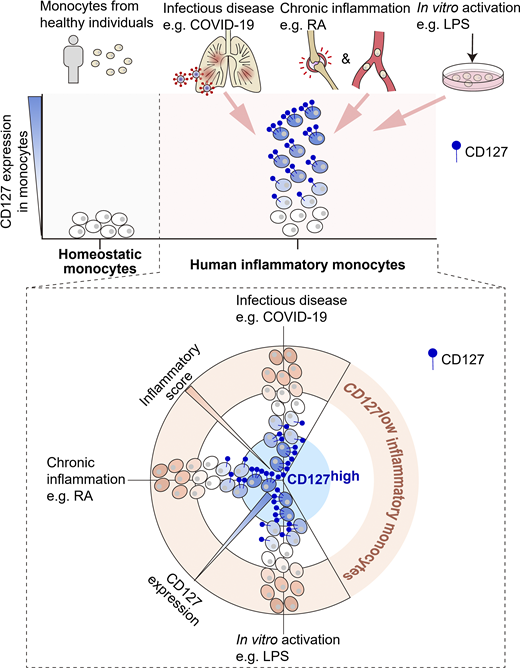 Monocytes from
healthy individuals
Infectious disease
e.g. COVID-19
Chronic inflammation
e.g. RA
&
In vitro activation
e.g. LPS
CD127 expression
in monocytes
CD127
Homeostatic
monocytes
Human inflammatory monocytes
Infectious disease
e.g. COVID-19
CD127
Inflammatory
score
CD127low inflammatory monocytes
Chronic
inflammation
e.g. RA
CD127high
CD127
expression
In vitro activation
e.g. LPS